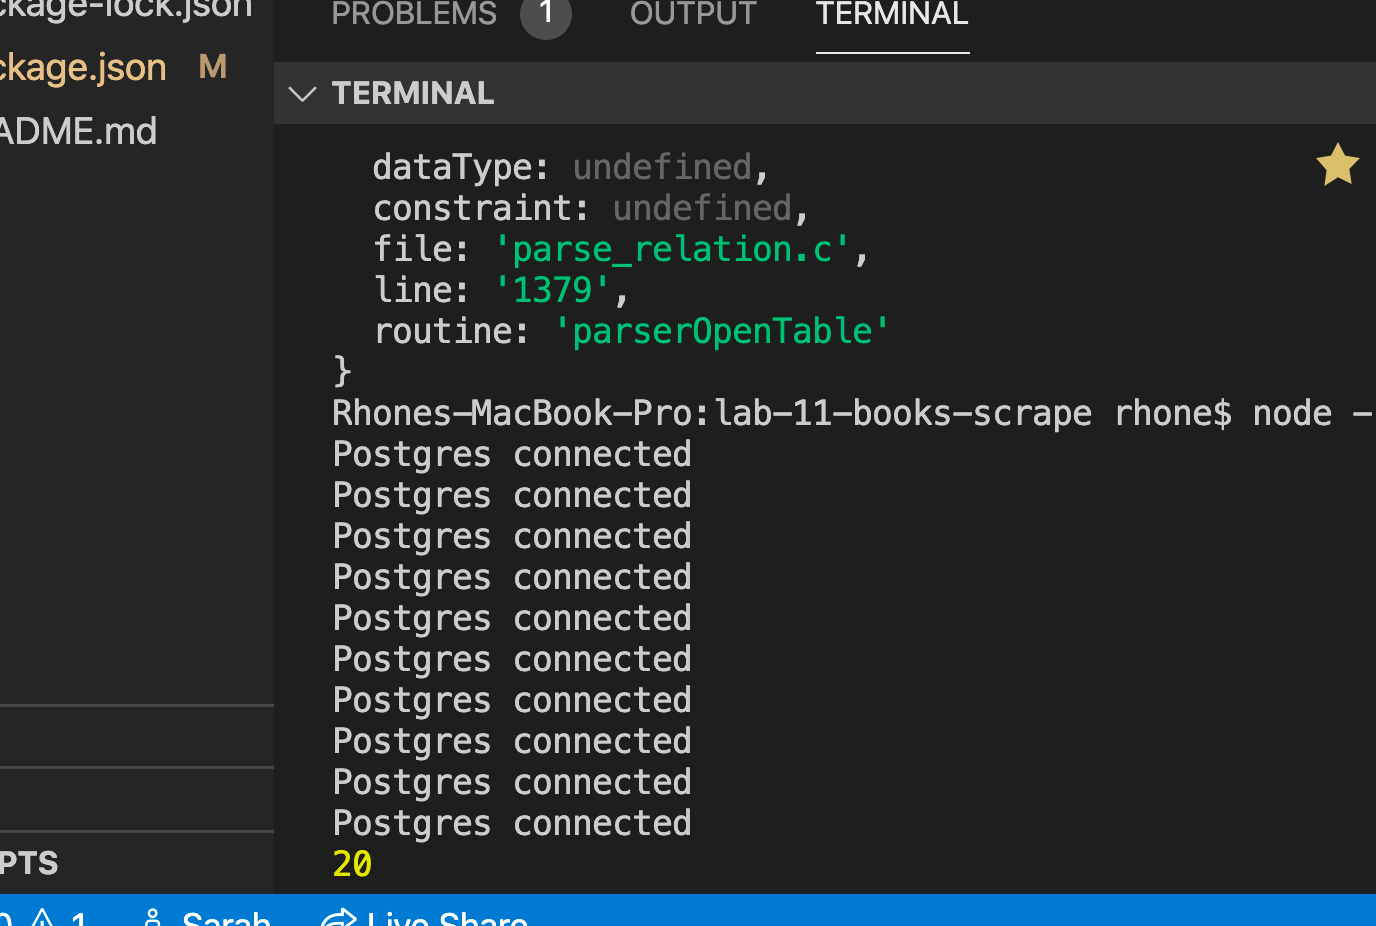 ckage-lock.json
ckage.json M
ADME.md
PROBLEMS 1 OUTPUT TERMINAL
TERMINAL
dataType: undefined,
constraint: undefined,
file: 'parse_relation.c',
line: '1379',
routine: 'parserOpenTable'
}
Rhones-MacBook-Pro:lab-11-books-scrape rhone$ node -
Postgres connected
Postgres connected
Postgres connected
Postgres connected
Postgres connected
Postgres connected
Postgres connected
Postgres connected
Postgres connected
Postgres connected
20
PTS
0 1 Sarah Live Share